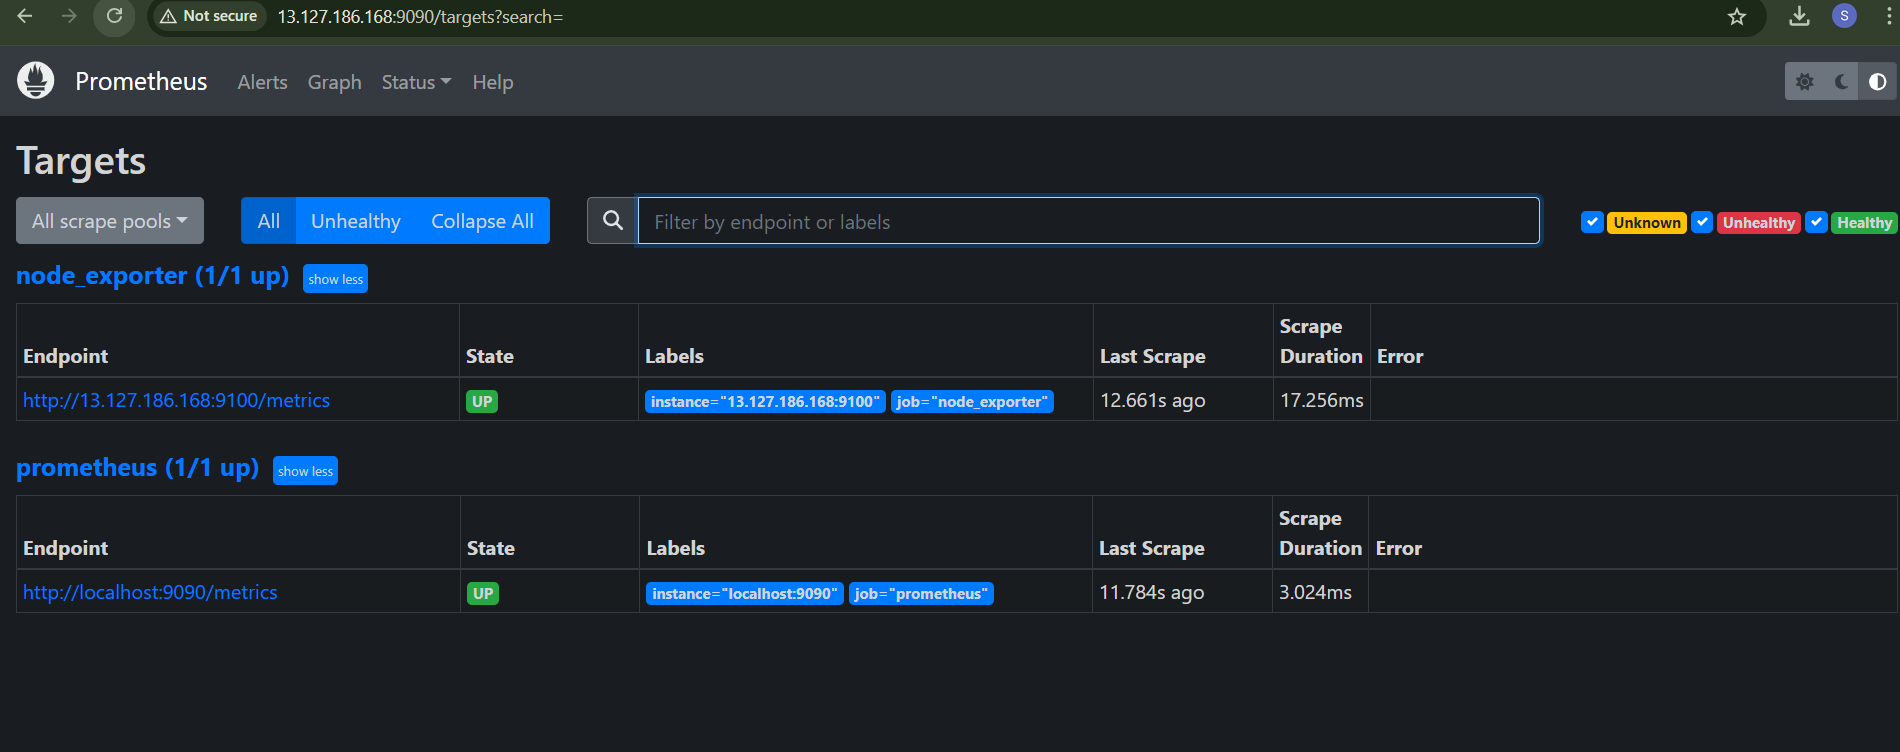 Not secure 13.127.186.168:9090/targets?search= S
Prometheus Alerts Graph Status Help
Targets
All scrape pools All Unhealthy Collapse All Filter by endpoint or labels Unknown Unhealthy Healthy
node_exporter (1/1 up) show less
Endpoint State Labels Last Scrape Scrape Duration Error
http://13.127.186.168:9100/metrics UP instance="13.127.186.168:9100" job="node_exporter" 12.661s ago 17.256ms
prometheus (1/1 up) show less
Endpoint State Labels Last Scrape Scrape Duration Error
http://localhost:9090/metrics UP instance="localhost:9090" job="prometheus" 11.784s ago 3.024ms